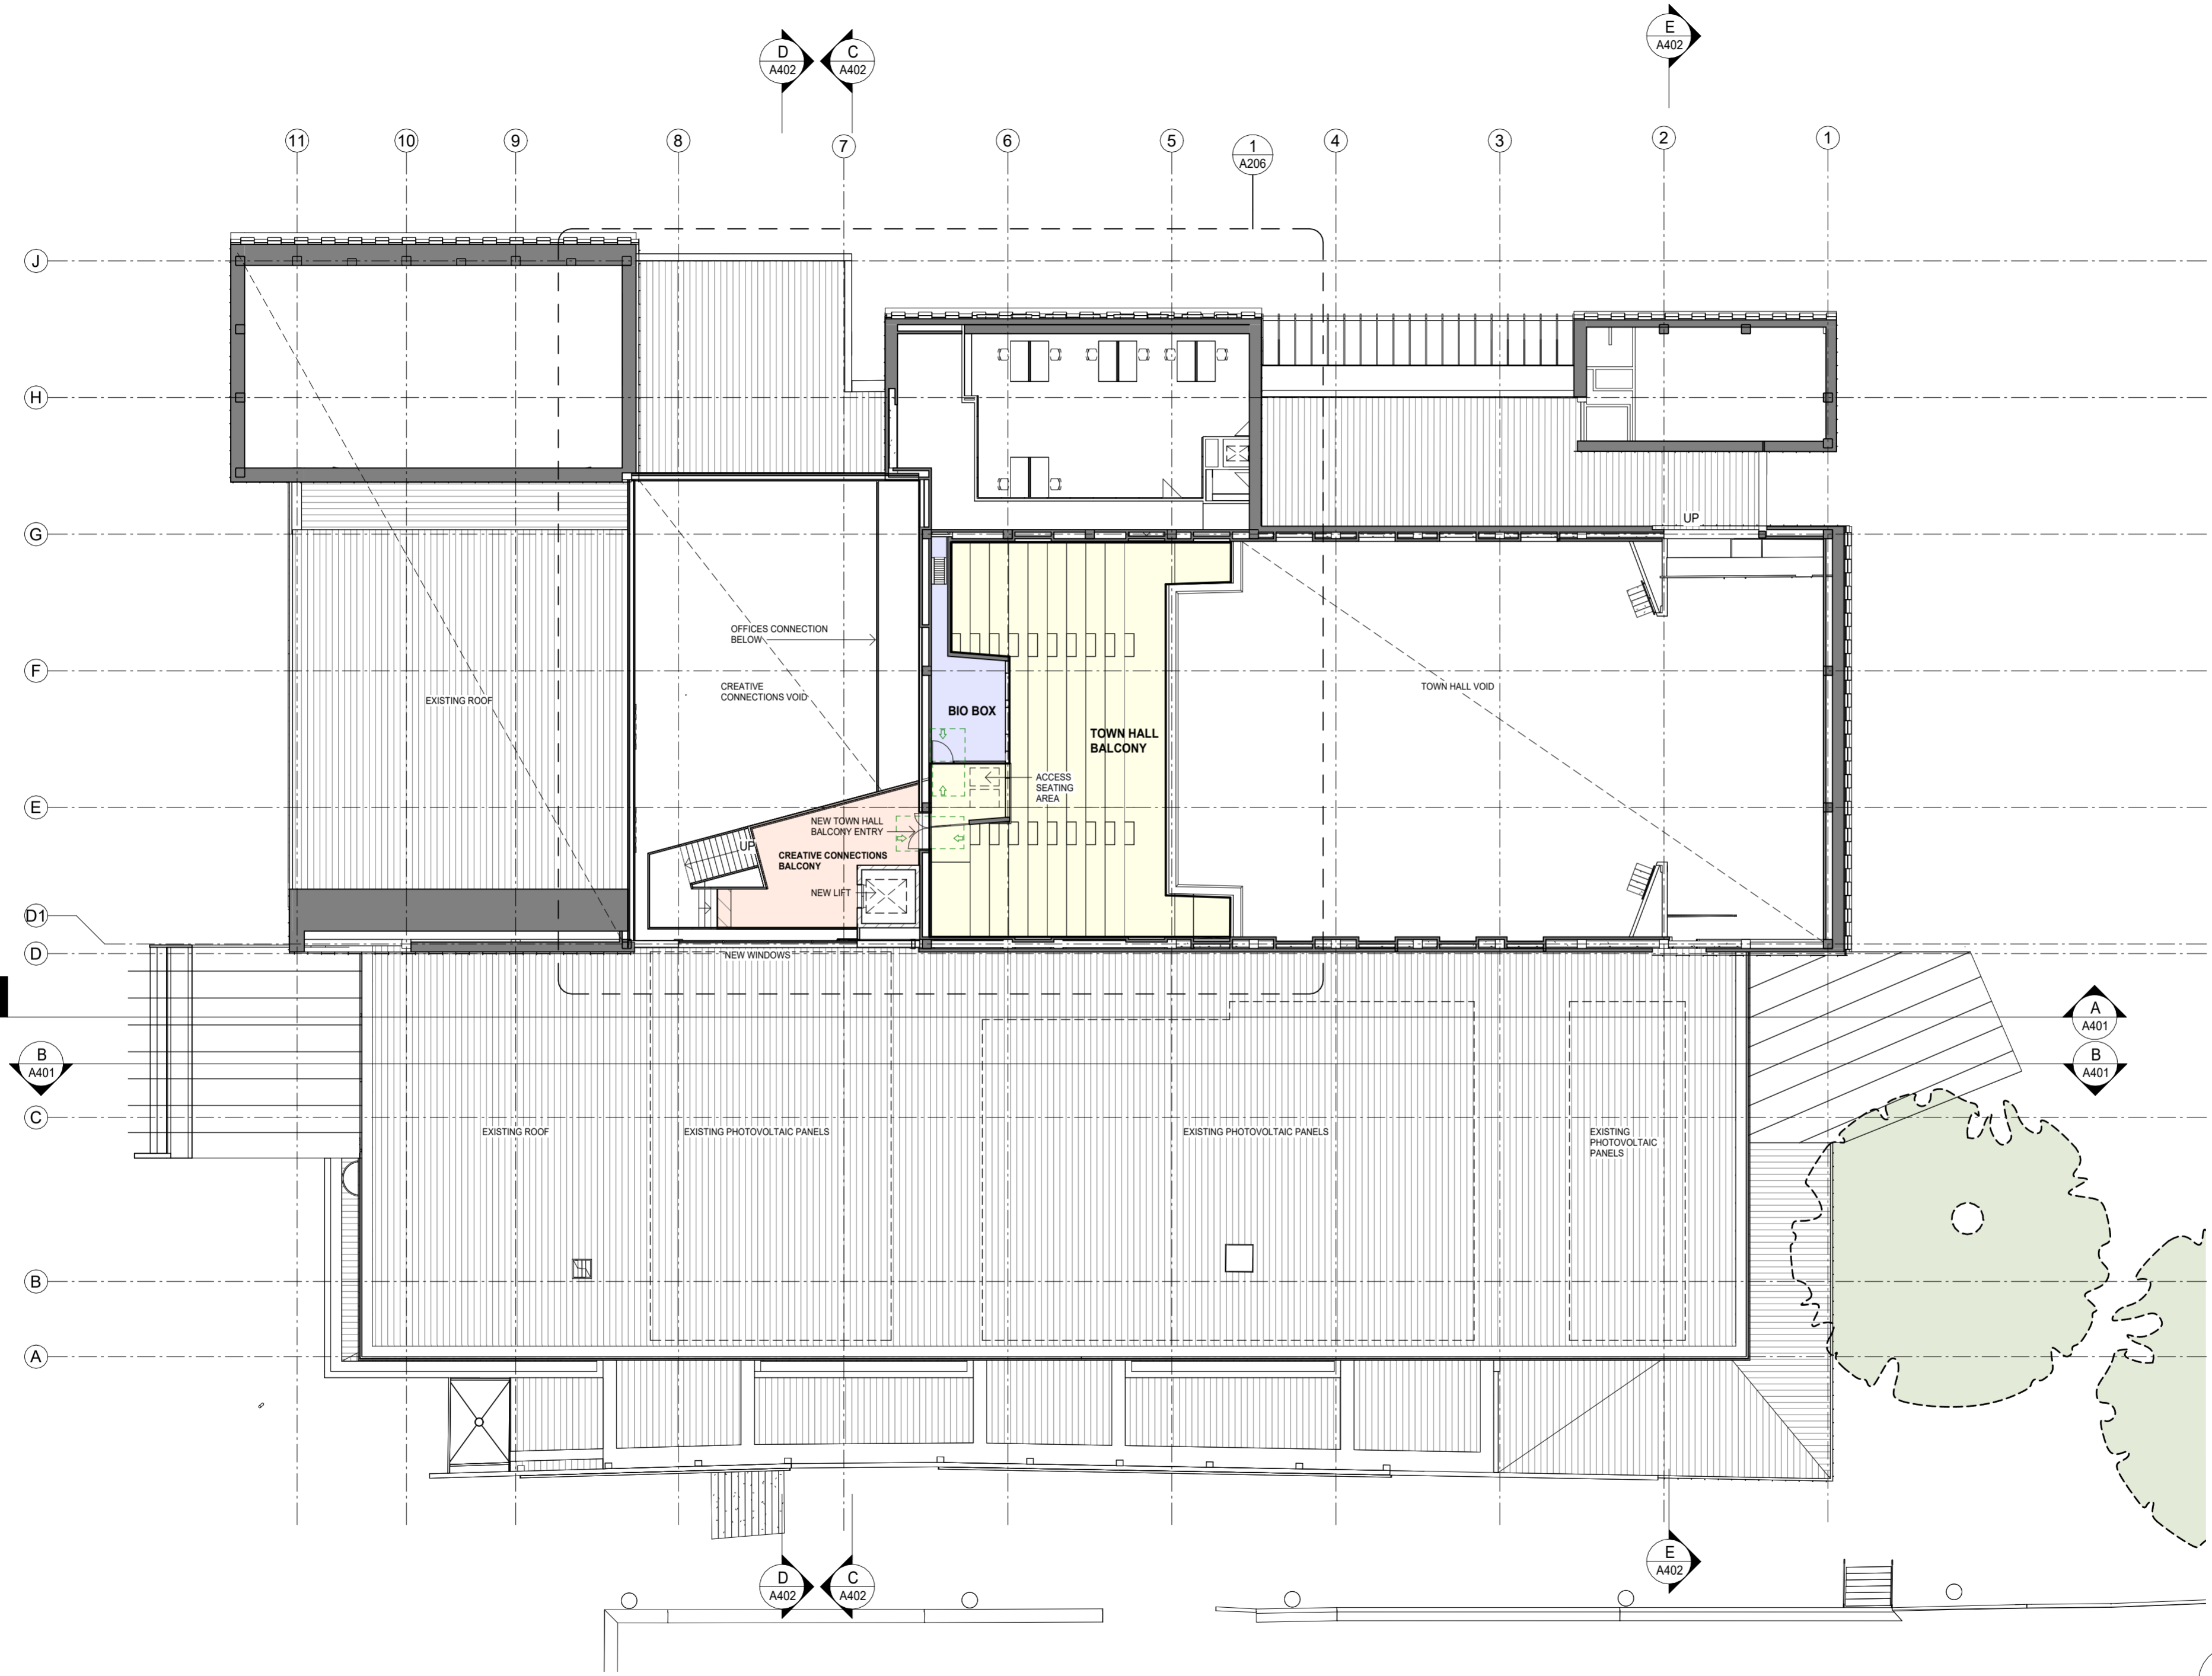 D
A402
C
A402
E
A402
11
10
9
8
7
6
5
1
A206
4
3
2
1
J
H
G
UP
OFFICES CONNECTION
BELOW
F
CREATIVE
CONNECTIONS VOID
TOWN HALL VOID
EXISTING ROOF
BIO BOX
TOWN HALL
BALCONY
ACCESS
SEATING
AREA
E
NEW TOWN HALL
BALCONY ENTRY
UP
CREATIVE CONNECTIONS
BALCONY
NEW LIFT
D1
D
NEW WINDOWS
A
A401
B
A401
B
A401
C
EXISTING ROOF
EXISTING PHOTOVOLTAIC PANELS
EXISTING PHOTOVOLTAIC PANELS
EXISTING
PHOTOVOLTAIC
PANELS
B
A
D
A402
C
A402
E
A402